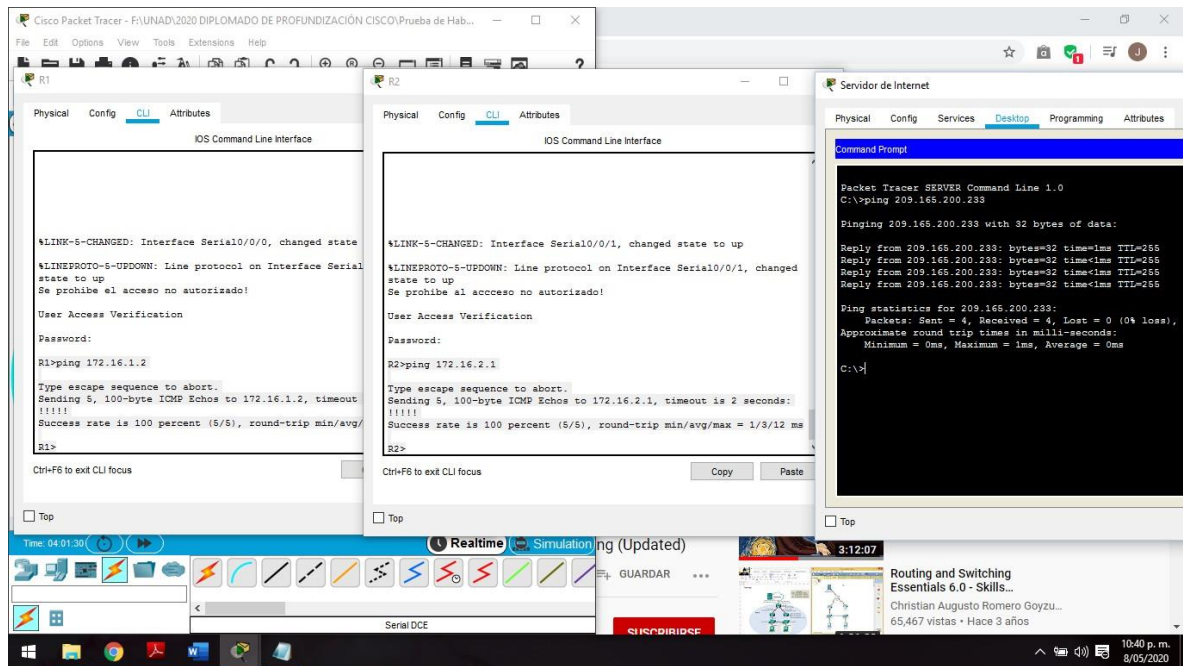 Cisco Packet Tracer - F:\UNAD\2020 DIPLOMADO DE PROFUNDIZACIÓN CISCO\Prueba de Hab...
File Edit Options View Tools Extensions Help
R1
Physical Config CLI Attributes
IOS Command Line Interface
%LINK-5-CHANGED: Interface Serial0/0/0, changed state
%LINEPROTO-5-UPDOWN: Line protocol on Interface Serial
state to up
Se prohibe el acceso no autorizado!
User Access Verification
Password:
R1>ping 172.16.1.2
Type escape sequence to abort.
Sending 5, 100-byte ICMP Echos to 172.16.1.2, timeout
!!!!!
Success rate is 100 percent (5/5), round-trip min/avg/
R1>
Ctrl+F6 to exit CLI focus
Top
R2
Physical Config CLI Attributes
IOS Command Line Interface
%LINK-5-CHANGED: Interface Serial0/0/1, changed state to up
%LINEPROTO-5-UPDOWN: Line protocol on Interface Serial0/0/1, changed
state to up
Se prohibe al accceso no autorizado!
User Access Verification
Password:
R2>ping 172.16.2.1
Type escape sequence to abort.
Sending 5, 100-byte ICMP Echos to 172.16.2.1, timeout is 2 seconds:
!!!!!
Success rate is 100 percent (5/5), round-trip min/avg/max = 1/3/12 ms
R2>
Ctrl+F6 to exit CLI focus
Copy Paste
Top
Servidor de Internet
Physical Config Services Desktop Programming Attributes
Command Prompt
Packet Tracer SERVER Command Line 1.0
C:\>ping 209.165.200.233
Pinging 209.165.200.233 with 32 bytes of data:
Reply from 209.165.200.233: bytes=32 time=1ms TTL=255
Reply from 209.165.200.233: bytes=32 time<1ms TTL=255
Reply from 209.165.200.233: bytes=32 time<1ms TTL=255
Reply from 209.165.200.233: bytes=32 time<1ms TTL=255
Ping statistics for 209.165.200.233:
Packets: Sent = 4, Received = 4, Lost = 0 (0% loss),
Approximate round trip times in milli-seconds:
Minimum = 0ms, Maximum = 1ms, Average = 0ms
C:\>
Top
Time: 04:01:30
Realtime Simulation
Serial DCE
ng (Updated)
GUARDAR
SUSCRIBIRSE
3:12:07
Routing and Switching
Essentials 6.0 - Skills...
Christian Augusto Romero Goyzu...
65,467 vistas • Hace 3 años
10:40 p. m.
8/05/2020